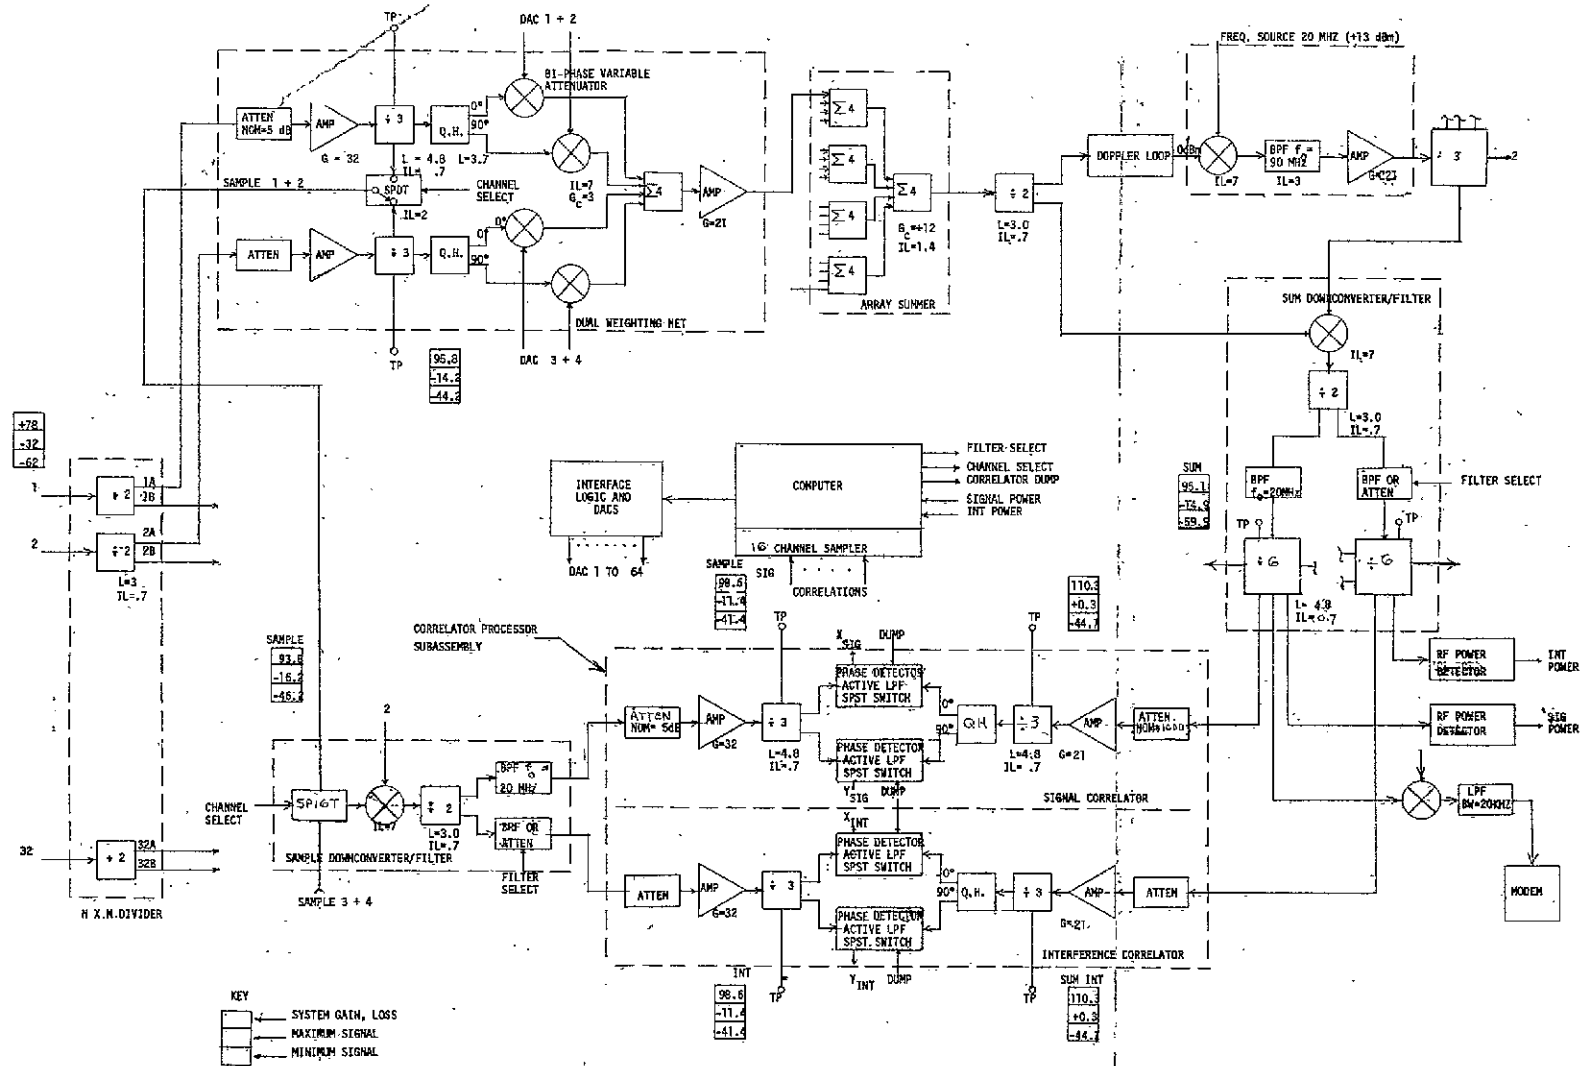 TP
DAC 1 + 2
FREQ. SOURCE 20 MHZ (+13 dBm)
BI-PHASE VARIABLE
ATTENUATOR
ATTEN
NOM=5 dB
AMP
G = 32
÷ 3
L = 4.8
IL= .7
Q.H.
0°
90°
L=3.7
IL=7
G_c=3
SAMPLE 1 + 2
SPDT
IL=2
CHANNEL
SELECT
ATTEN
AMP
÷ 3
Q.H.
0°
90°
Σ4
AMP
G=21
DUAL WEIGHTING NET
TP
DAC 3 + 4
95.8
-14.2
-44.2
Σ4
Σ4
Σ4
Σ4
Σ4
G_c=+12
IL=1.4
ARRAY SUMMER
÷ 2
L=3.0
IL=.7
DOPPLER LOOP
0dBm
IL=7
BPF f_o =
90 MHZ
IL=3
AMP
÷ 3
2
SUM DOWNCONVERTER/FILTER
IL=7
÷ 2
L=3.0
IL=.7
BPF
f_o=20MHz
BPF OR
ATTEN
FILTER SELECT
SUM
95.1
TP
TP
÷6
÷6
L= 4.8
IL=0.7
+78
-32
-62
1
÷ 2
1A
1B
2
÷ 2
2A
2B
L=3
IL=.7
32
÷ 2
32A
32B
DIVIDER
INTERFACE
LOGIC AND
DACS
DAC 1 TO 64
COMPUTER
16 CHANNEL SAMPLER
CORRELATIONS
FILTER SELECT
CHANNEL SELECT
CORRELATOR DUMP
SIGNAL POWER
INT POWER
SAMPLE
SIG
98.6
-11.4
-41.4
110.3
+0.3
-44.7
CORRELATOR PROCESSOR
SUBASSEMBLY
SAMPLE
93.8
-16.2
-46.2
2
CHANNEL
SELECT
SP16T
IL=7
÷ 2
L=3.0
IL=.7
BPF f_o =
20 MHZ
BRF OR
ATTEN
FILTER
SELECT
SAMPLE DOWNCONVERTER/FILTER
SAMPLE 3 + 4
ATTEN
NOM= 5dB
AMP
G=32
TP
÷ 3
L=4.8
IL=.7
X_SIG
DUMP
PHASE DETECTOR
ACTIVE LPF
SPST SWITCH
PHASE DETECTOR
ACTIVE LPF
SPST SWITCH
Y_SIG
DUMP
0°
90°
Q.H.
TP
÷ 3
L=4.8
IL= .7
AMP
G=21
ATTEN.
SIGNAL CORRELATOR
ATTEN
AMP
G=32
÷ 3
X_INT
PHASE DETECTOR
ACTIVE LPF
SPST SWITCH
PHASE DETECTOR
ACTIVE LPF
SPST SWITCH
Y_INT
DUMP
0°
90°
Q.H.
÷ 3
AMP
G=21
ATTEN
INTERFERENCE CORRELATOR
INT
98.6
-11.4
-41.4
TP
TP
SUM INT
110.3
+0.3
-44.7
RF POWER
DETECTOR
INT
POWER
RF POWER
DETECTOR
SIG
POWER
LPF
BW=20KHZ
MODEM
KEY
SYSTEM GAIN, LOSS
MAXIMUM SIGNAL
MINIMUM SIGNAL